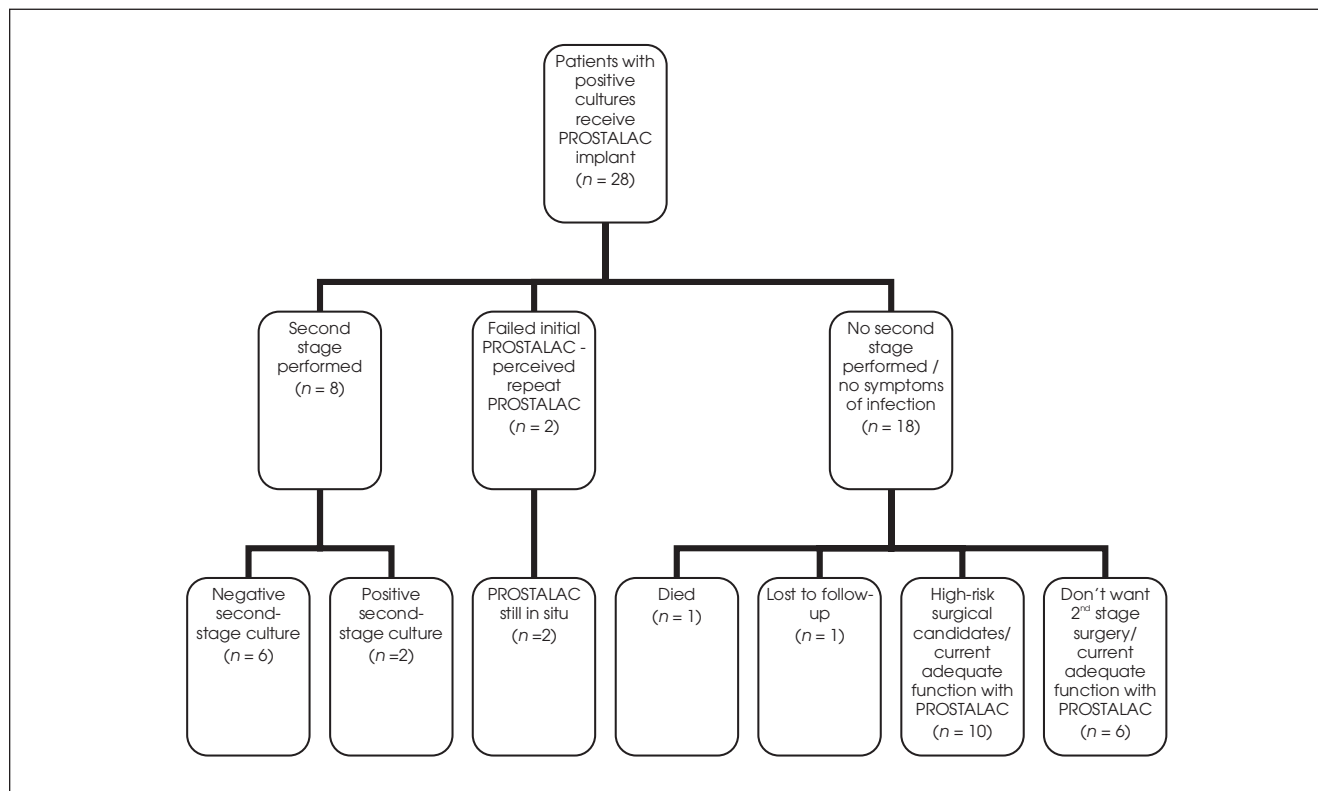 Patients with
positive
cultures
receive
PROSTALAC
implant
(n = 28)
Second
stage
performed
(n = 8)
Failed initial
PROSTALAC -
perceived
repeat
PROSTALAC
(n = 2)
No second
stage
performed /
no symptoms
of infection
(n = 18)
Negative
second-
stage culture
(n = 6)
Positive
second-
stage culture
(n =2)
PROSTALAC
still in situ
(n =2)
Died
(n = 1)
Lost to follow-
up
(n = 1)
High-risk
surgical
candidates/
current
adequate
function with
PROSTALAC
(n = 10)
Don't want
2nd stage
surgery/
current
adequate
function with
PROSTALAC
(n = 6)